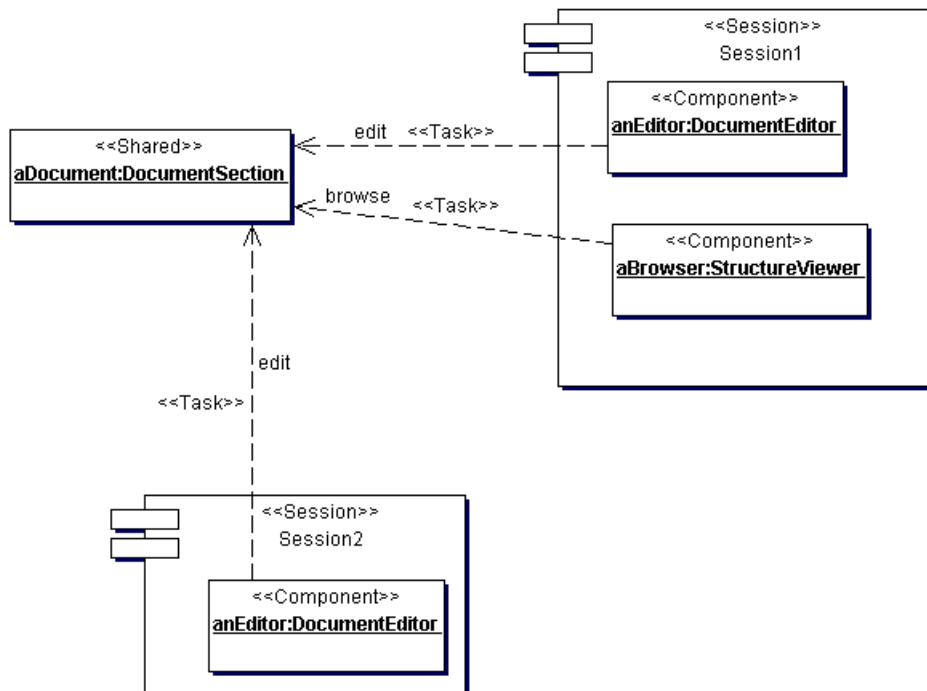 <<Session>>
Session1
<<Component>>
anEditor:DocumentEditor
edit <<Task>>
<<Shared>>
aDocument:DocumentSection
browse
<<Task>>
<<Component>>
aBrowser:StructureViewer
edit
<<Task>>
<<Session>>
Session2
<<Component>>
anEditor:DocumentEditor